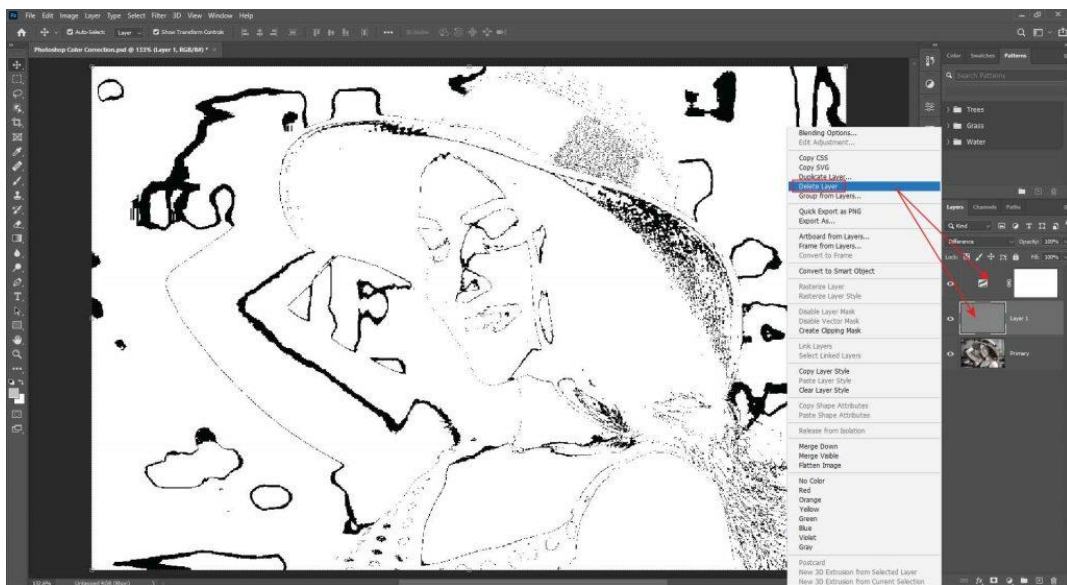 Ps File Edit Image Layer Type Select Filter 3D View Window Help
Auto-Select: Layer Show Transform Controls 3D Mode:
Photoshop Color Correction.psd @ 133% (Layer 1, RGB/8#) *
Color Swatches Patterns
Search Patterns
Trees
Grass
Water
Blending Options...
Edit Adjustment...
Copy CSS
Copy SVG
Duplicate Layer...
Delete Layer
Group from Layers...
Quick Export as PNG
Export As...
Artboard from Layers...
Frame from Layers...
Convert to Frame
Convert to Smart Object
Rasterize Layer
Rasterize Layer Style
Disable Layer Mask
Disable Vector Mask
Create Clipping Mask
Link Layers
Select Linked Layers
Copy Layer Style
Paste Layer Style
Clear Layer Style
Copy Shape Attributes
Paste Shape Attributes
Release from Isolation
Merge Down
Merge Visible
Flatten Image
No Color
Red
Orange
Yellow
Green
Blue
Violet
Gray
Postcard
New 3D Extrusion from Selected Layer
New 3D Extrusion from Current Selection
Layers Channels Paths
Kind
Difference Opacity: 100%
Lock: Fill: 100%
Layer 1
Primary
Untagged RGB (8bpc)